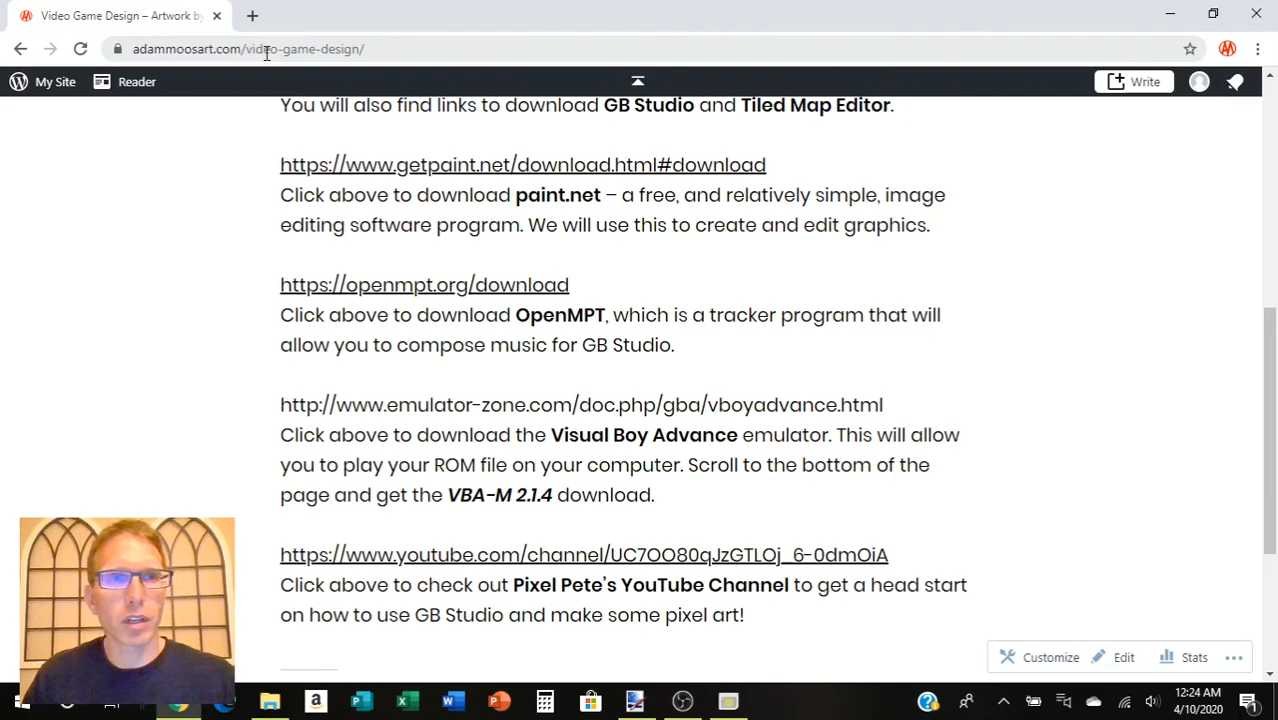 Video Game Design – Artwork by
adammoosart.com/video-game-design/
My Site
Reader
Write
You will also find links to download GB Studio and Tiled Map Editor.
https://www.getpaint.net/download.html#download
Click above to download paint.net – a free, and relatively simple, image
editing software program. We will use this to create and edit graphics.
https://openmpt.org/download
Click above to download OpenMPT, which is a tracker program that will
allow you to compose music for GB Studio.
http://www.emulator-zone.com/doc.php/gba/vboyadvance.html
Click above to download the Visual Boy Advance emulator. This will allow
you to play your ROM file on your computer. Scroll to the bottom of the
page and get the VBA-M 2.1.4 download.
https://www.youtube.com/channel/UC7OO80qJzGTLOj_6-0dmOiA
Click above to check out Pixel Pete's YouTube Channel to get a head start
on how to use GB Studio and make some pixel art!
Customize
Edit
Stats
12:24 AM
4/10/2020